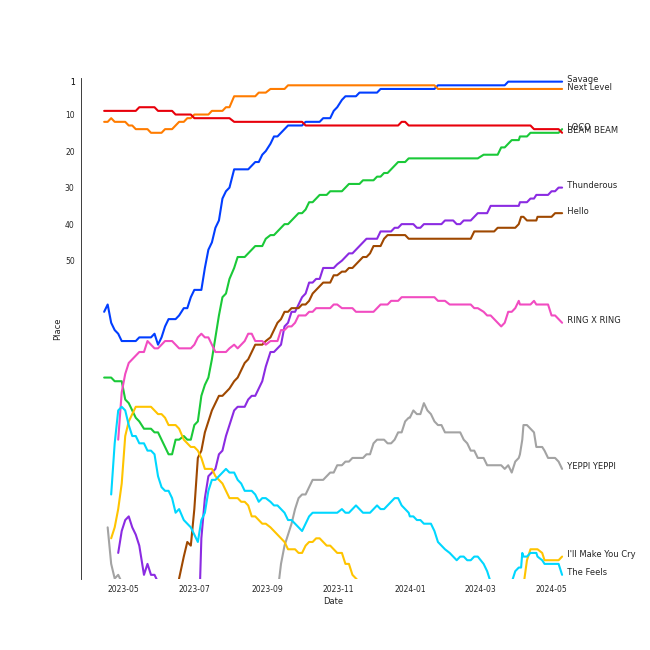 1
10
20
30
40
50
Place
Savage
Next Level
LOCO
BEAM BEAM
Thunderous
Hello
RING X RING
YEPPI YEPPI
I'll Make You Cry
The Feels
2023-05
2023-07
2023-09
2023-11
2024-01
2024-03
2024-05
Date